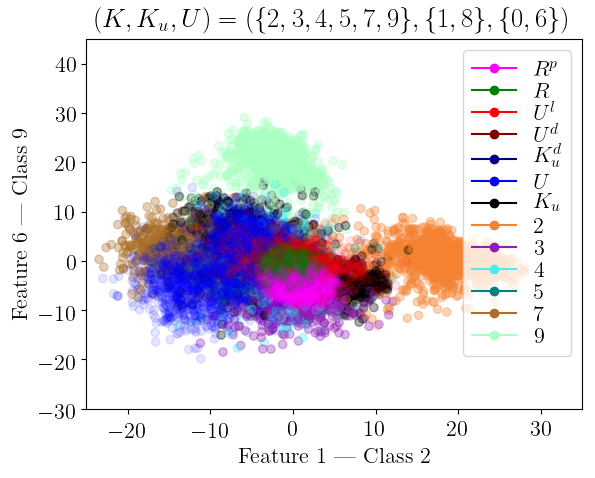 (K, K_u, U) = ({2, 3, 4, 5, 7, 9}, {1, 8}, {0, 6})
40
30
20
10
0
−10
−20
−30
Feature 6 — Class 9
R^p
R
U^l
U^d
K_u^d
U
K_u
2
3
4
5
7
9
−20
−10
0
10
20
30
Feature 1 — Class 2